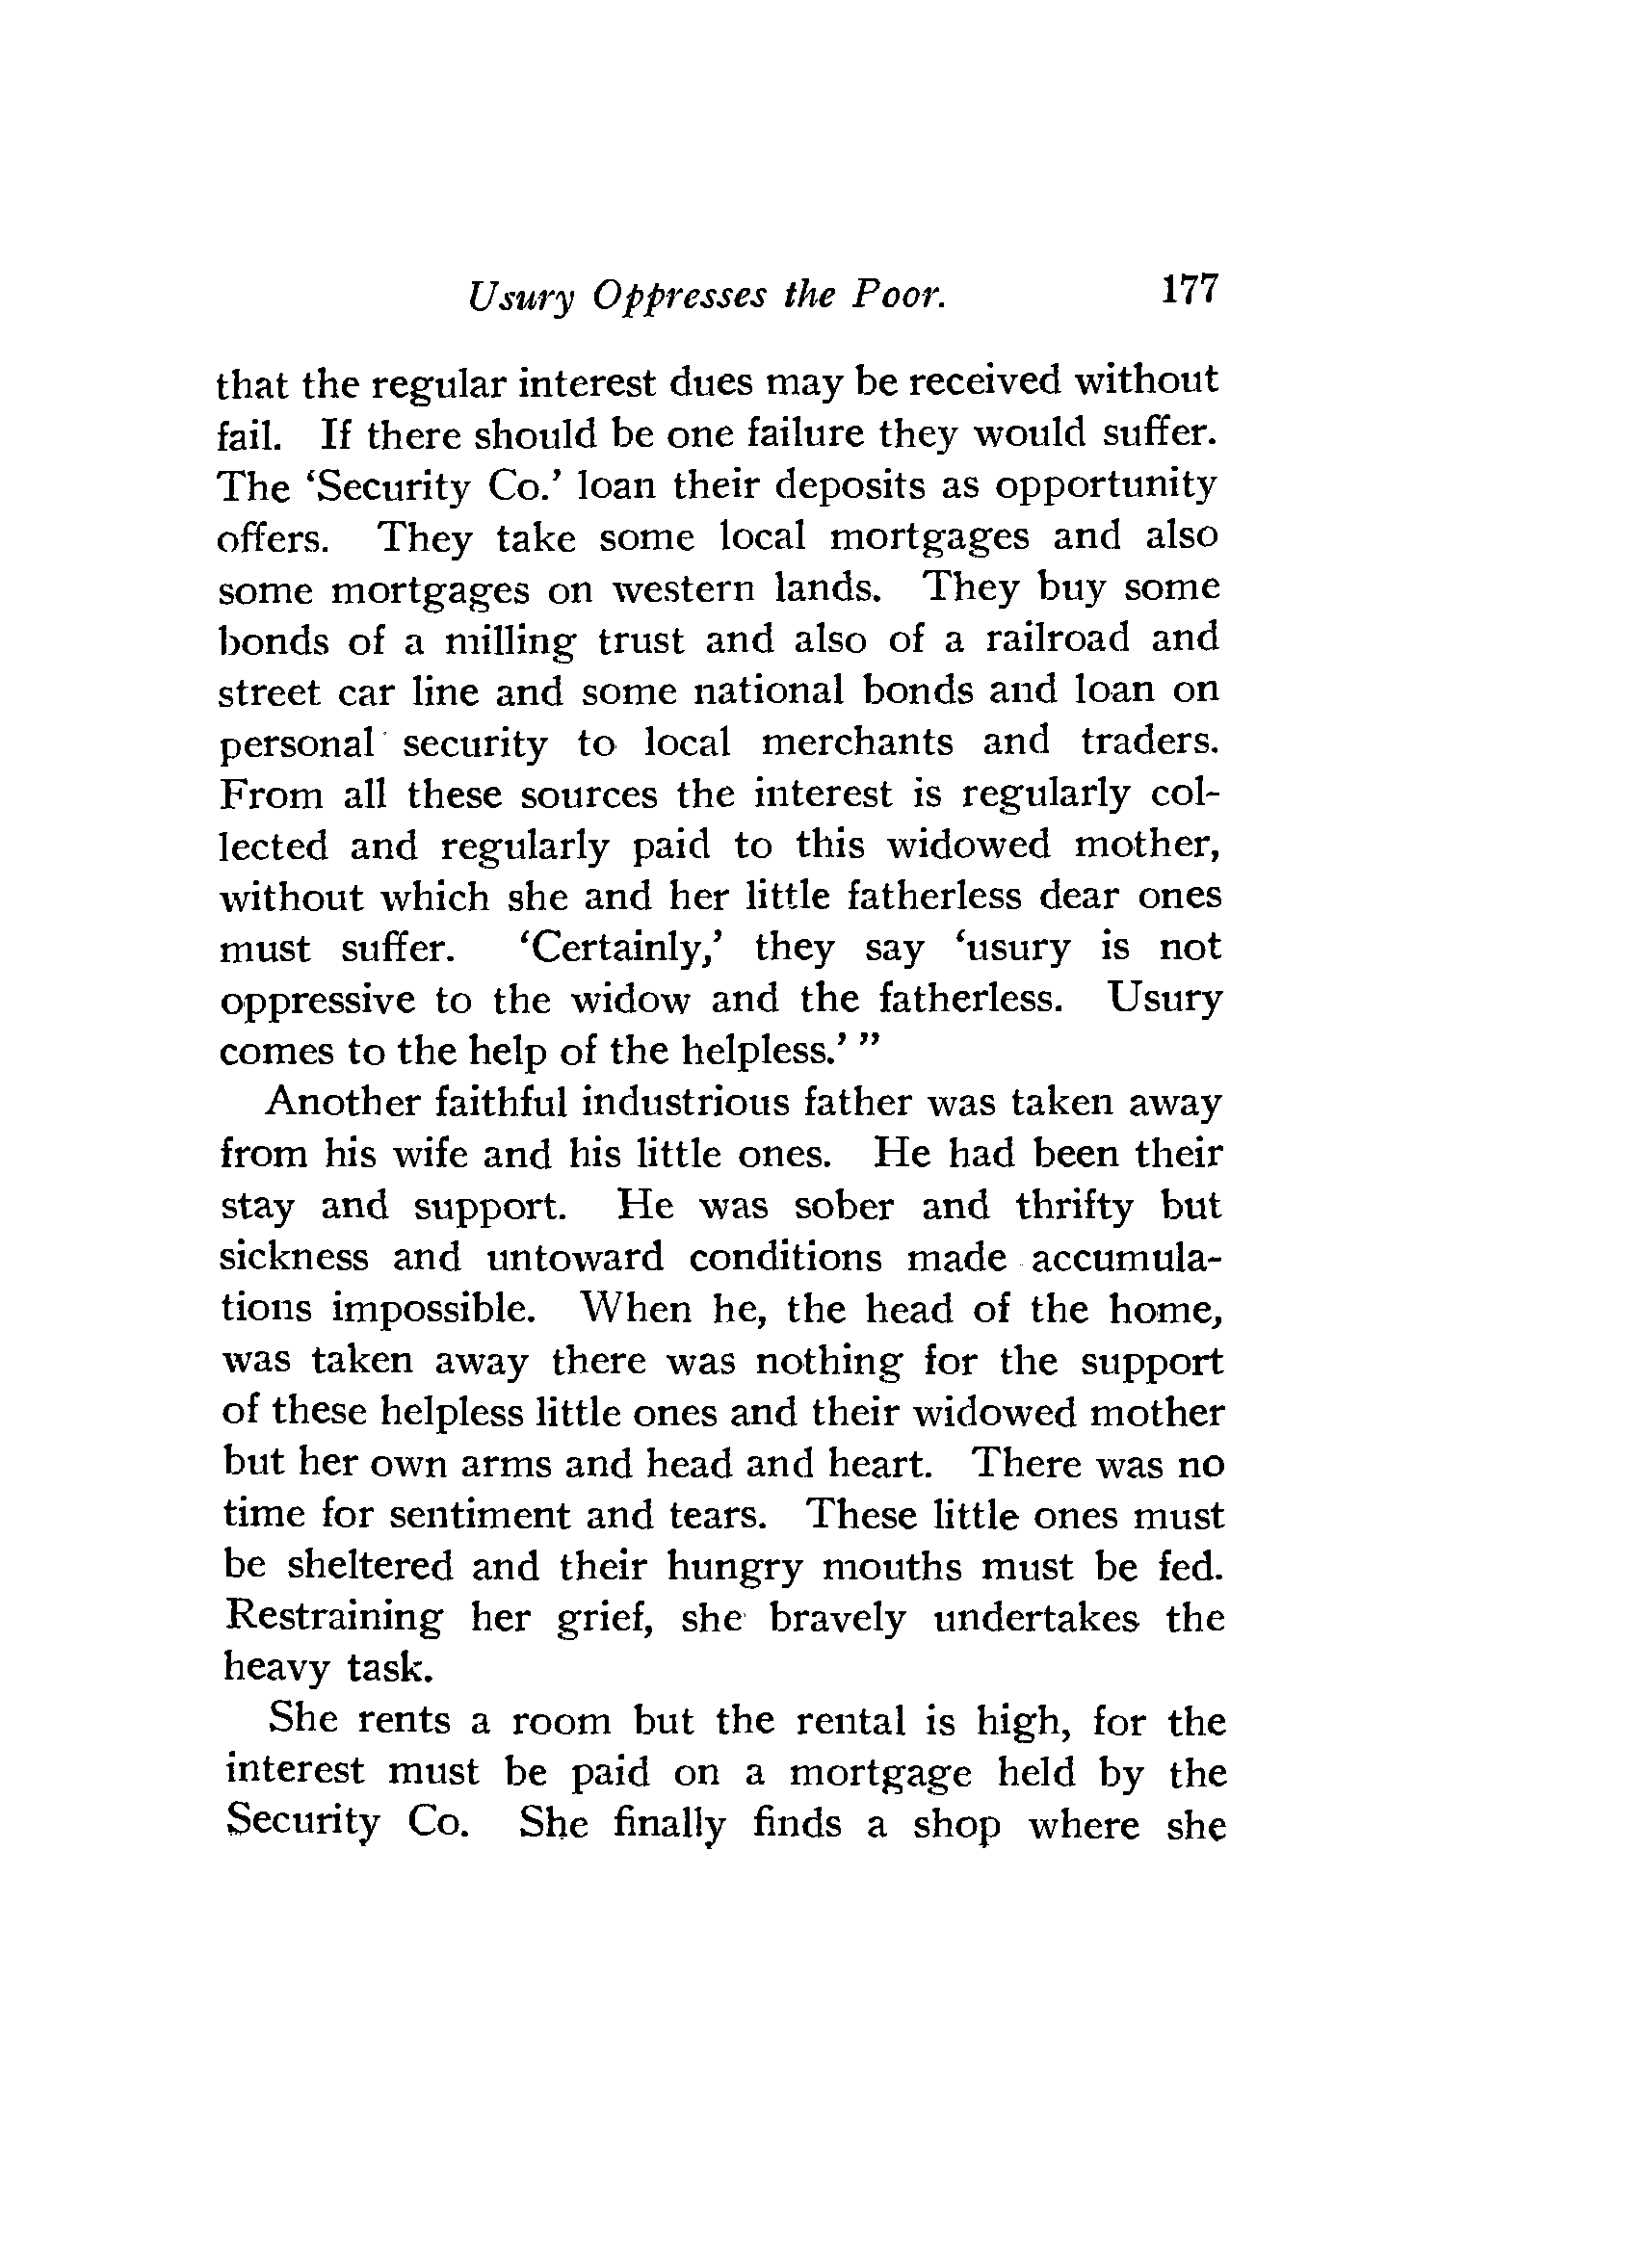 Usury Oppresses the Poor. 177
that the regular interest dues may be received without
fail. If there should be one failure they would suffer.
The ‘Security Co.’ loan their deposits as opportunity
offers. They take some local mortgages and also
some mortgages on western lands. They buy some
bonds of a milling trust and also of a railroad and
street car line and some national bonds and loan on
personal security to local merchants and traders.
From all these sources the interest is regularly col-
lected and regularly paid to this widowed mother,
without which she and her little fatherless dear ones
must suffer. ‘Certainly,’ they say ‘usury is not
oppressive to the widow and the fatherless. Usury
comes to the help of the helpless.’ ”
Another faithful industrious father was taken away
from his wife and his little ones. He had been their
stay and support. He was sober and thrifty but
sickness and untoward conditions made accumula-
tions impossible. When he, the head of the home,
was taken away there was nothing for the support
of these helpless little ones and their widowed mother
but her own arms and head and heart. There was no
time for sentiment and tears. These little ones must
be sheltered and their hungry mouths must be fed.
Restraining her grief, she bravely undertakes the
heavy task.
She rents a room but the rental is high, for the
interest must be paid on a mortgage held by the
Security Co. She finally finds a shop where she